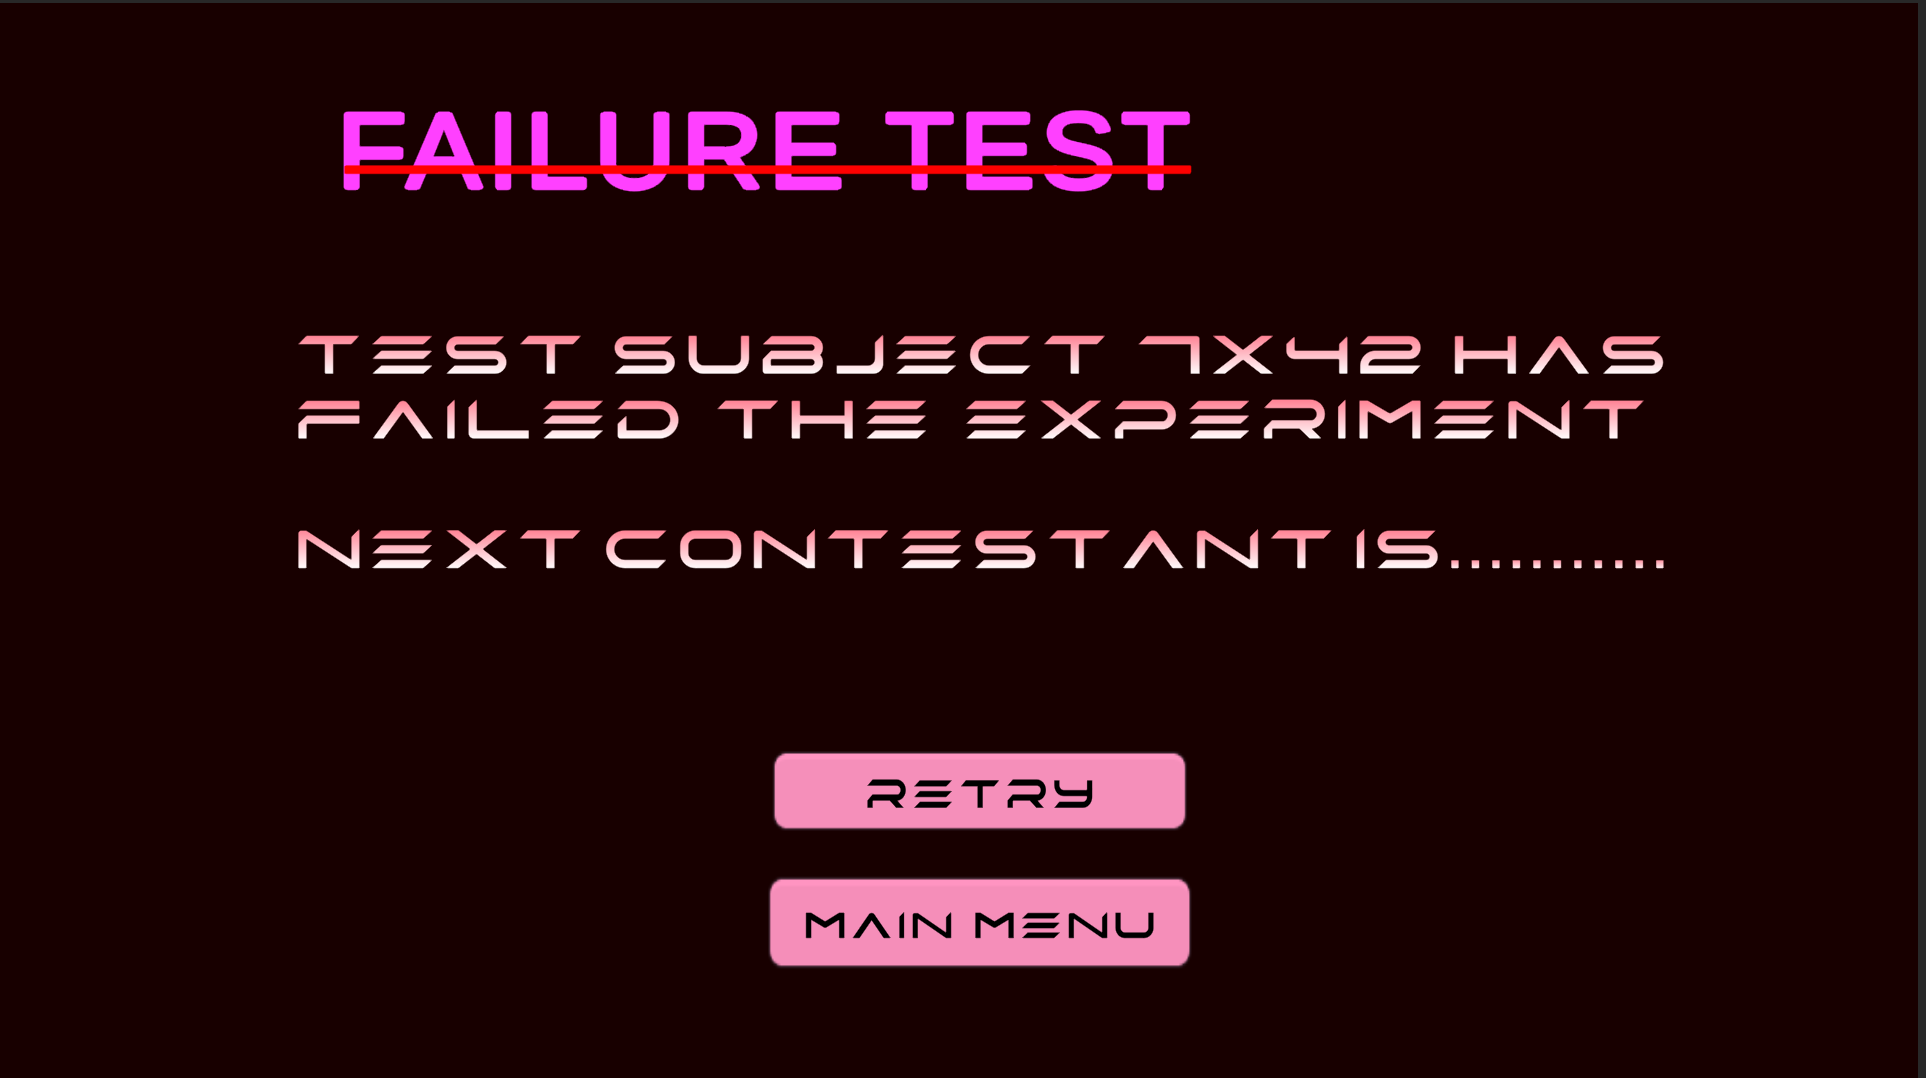 FAILURE TEST
TEST SUBJECT 7X42 HAS
FAILED THE EXPERIMENT
NEXT CONTESTANT IS...........
RETRY
MAIN MENU